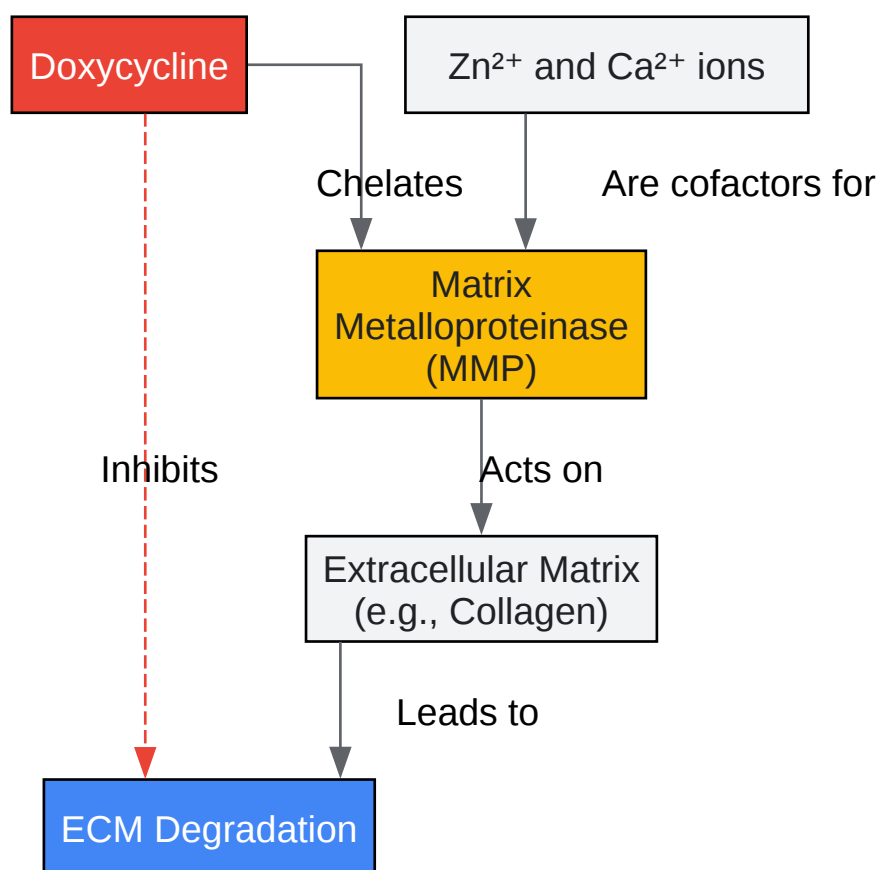 Doxycycline
Zn²⁺ and Ca²⁺ ions
Chelates
Are cofactors for
Matrix
Metalloproteinase
(MMP)
Inhibits
Acts on
Extracellular Matrix
(e.g., Collagen)
Leads to
ECM Degradation